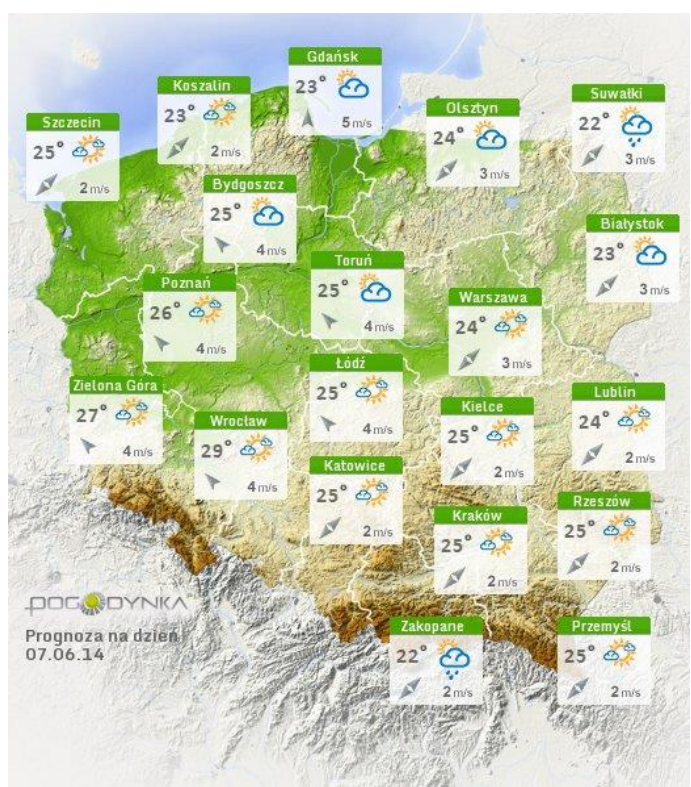 Gdańsk
23°
5 m/s
Koszalin
23°
2 m/s
Suwałki
22°
3 m/s
Olsztyn
24°
3 m/s
Szczecin
25°
2 m/s
Bydgoszcz
25°
4 m/s
Białystok
23°
3 m/s
Toruń
25°
4 m/s
Poznań
26°
4 m/s
Warszawa
24°
3 m/s
Łódź
25°
4 m/s
Zielona Góra
27°
4 m/s
Lublin
24°
2 m/s
Kielce
25°
2 m/s
Wrocław
29°
4 m/s
Katowice
25°
2 m/s
Rzeszów
25°
2 m/s
Kraków
25°
2 m/s
POGODYNKA
Prognoza na dzień
07.06.14
Zakopane
22°
2 m/s
Przemyśl
25°
2 m/s